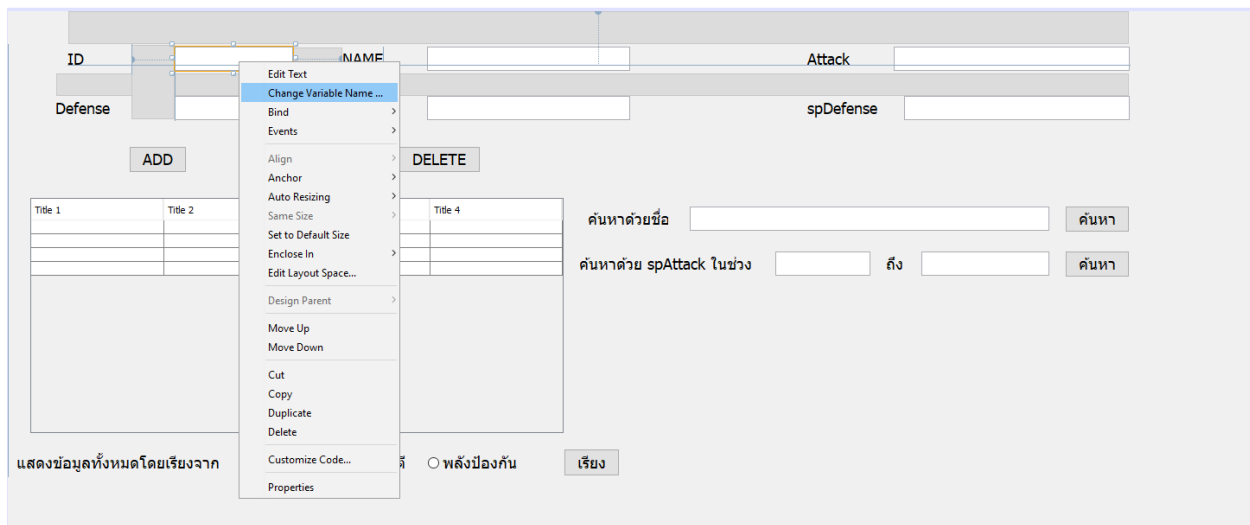 ID NAME Attack
Edit Text
Change Variable Name ...
Defense spDefense
Bind
Events
ADD DELETE
Align
Anchor
Auto Resizing
Same Size
Set to Default Size
Enclose In
Edit Layout Space...
Design Parent
Move Up
Move Down
Cut
Copy
Duplicate
Delete
Customize Code...
Properties
Title 1 Title 2 Title 4
ค้นหาด้วยชื่อ ค้นหา
ค้นหาด้วย spAttack ในช่วง ถึง ค้นหา
แสดงข้อมูลทั้งหมดโดยเรียงจาก พลังป้องกัน เรียง